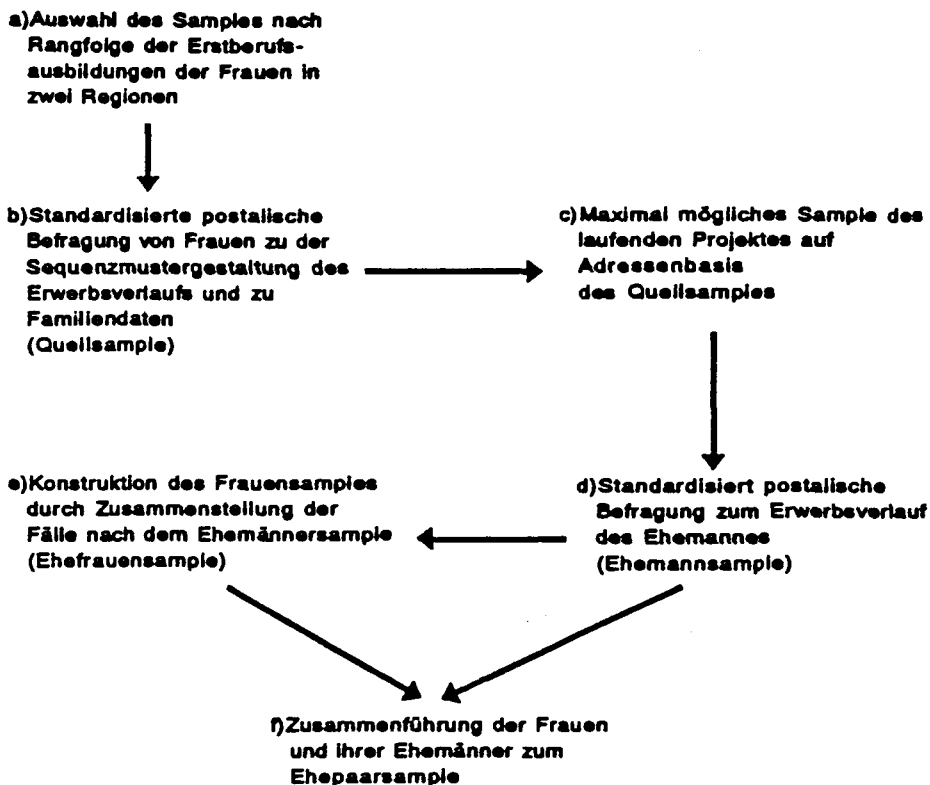 a)Auswahl des Samples nach
Rangfolge der Erstberufs-
ausbildungen der Frauen in
zwei Regionen
b)Standardisierte postalische
Befragung von Frauen zu der
Sequenzmustergestaltung des
Erwerbsverlaufs und zu
Familiendaten
(Quellsample)
c)Maximal mögliches Sample des
laufenden Projektes auf
Adressenbasis
des Quellsamples
e)Konstruktion des Frauensamples
durch Zusammenstellung der
Fälle nach dem Ehemännersample
(Ehefrauensample)
d)Standardisiert postalische
Befragung zum Erwerbsverlauf
des Ehemannes
(Ehemannsample)
f)Zusammenführung der Frauen
und ihrer Ehemänner zum
Ehepaarsample